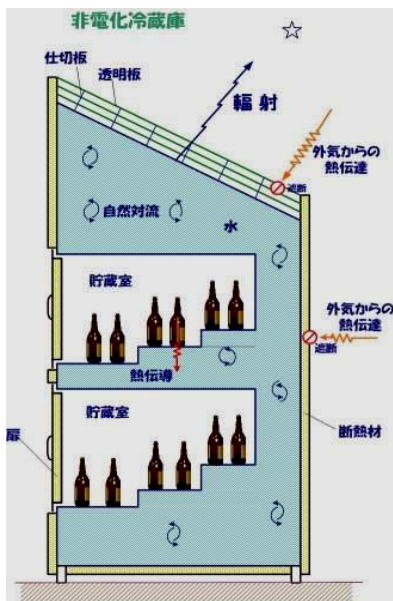 非電化冷蔵庫
仕切板
透明板
輻射
外気からの
熱伝達
遮断
自然対流
水
貯蔵室
外気からの
熱伝達
遮断
熱伝導
貯蔵室
扉
断熱材